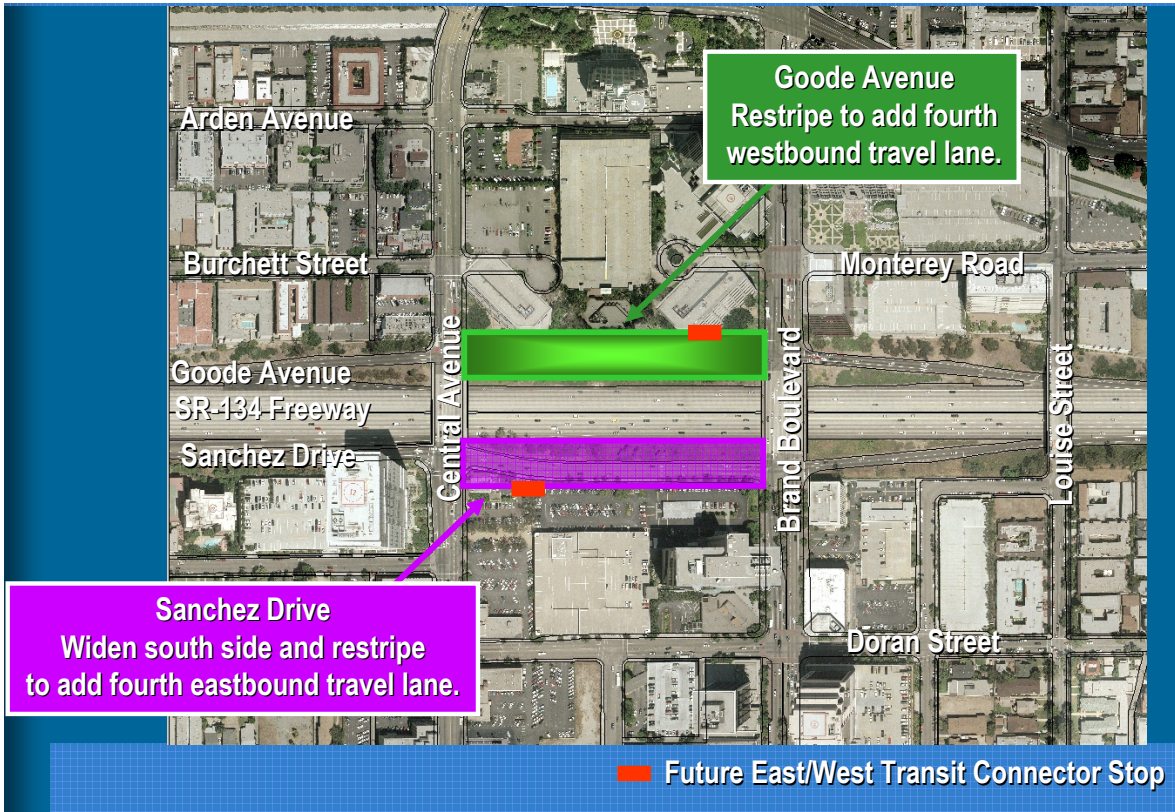 Goode Avenue
Restripe to add fourth
westbound travel lane.
Arden Avenue
Burchett Street
Monterey Road
Goode Avenue
SR-134 Freeway
Sanchez Drive
Central Avenue
Brand Boulevard
Louise Street
Sanchez Drive
Widen south side and restripe
to add fourth eastbound travel lane.
Doran Street
Future East/West Transit Connector Stop